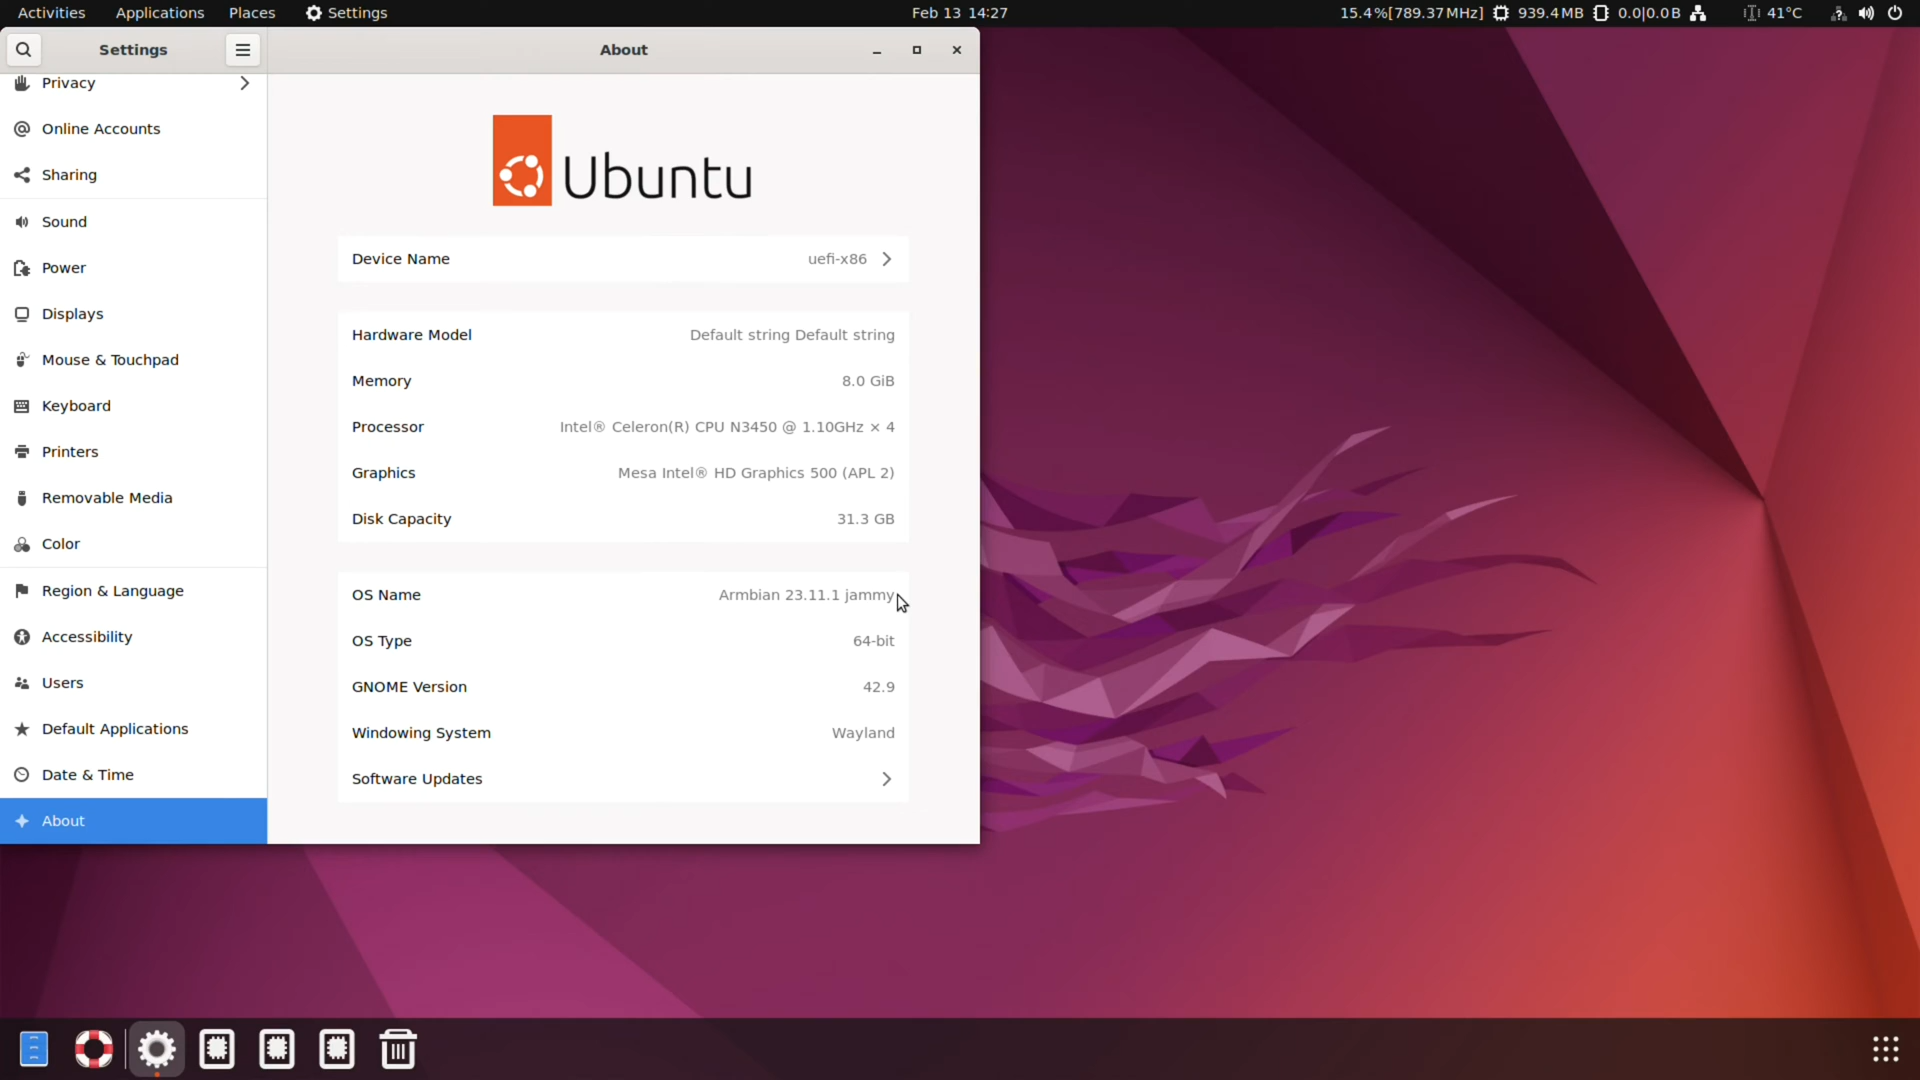 Activities Applications Places Settings Feb 13 14:27 15.4%[789.37MHz] 939.4MB 0.0|0.0B 41°C
Settings About
Privacy
Online Accounts
Sharing
Sound
Power
Displays
Mouse & Touchpad
Keyboard
Printers
Removable Media
Color
Region & Language
Accessibility
Users
Default Applications
Date & Time
About
Ubuntu
Device Name uefi-x86
Hardware Model Default string Default string
Memory 8.0 GiB
Processor Intel® Celeron(R) CPU N3450 @ 1.10GHz × 4
Graphics Mesa Intel® HD Graphics 500 (APL 2)
Disk Capacity 31.3 GB
OS Name Armbian 23.11.1 jammy
OS Type 64-bit
GNOME Version 42.9
Windowing System Wayland
Software Updates